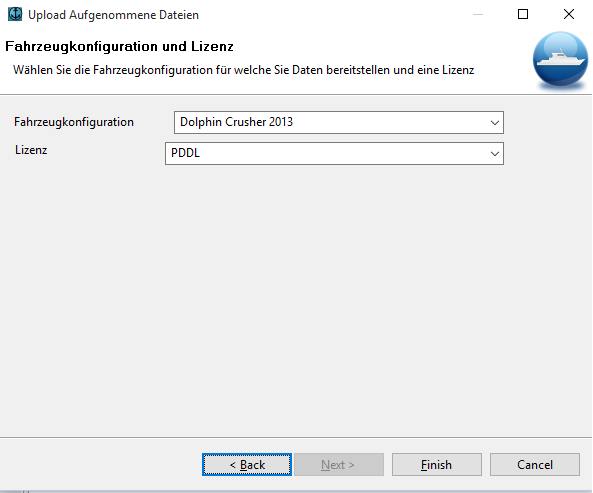 Upload Aufgenommene Dateien
Fahrzeugkonfiguration und Lizenz
Wählen Sie die Fahrzeugkonfiguration für welche Sie Daten bereitstellen und eine Lizenz
Fahrzeugkonfiguration Dolphin Crusher 2013
Lizenz PDDL
< Back Next > Finish Cancel